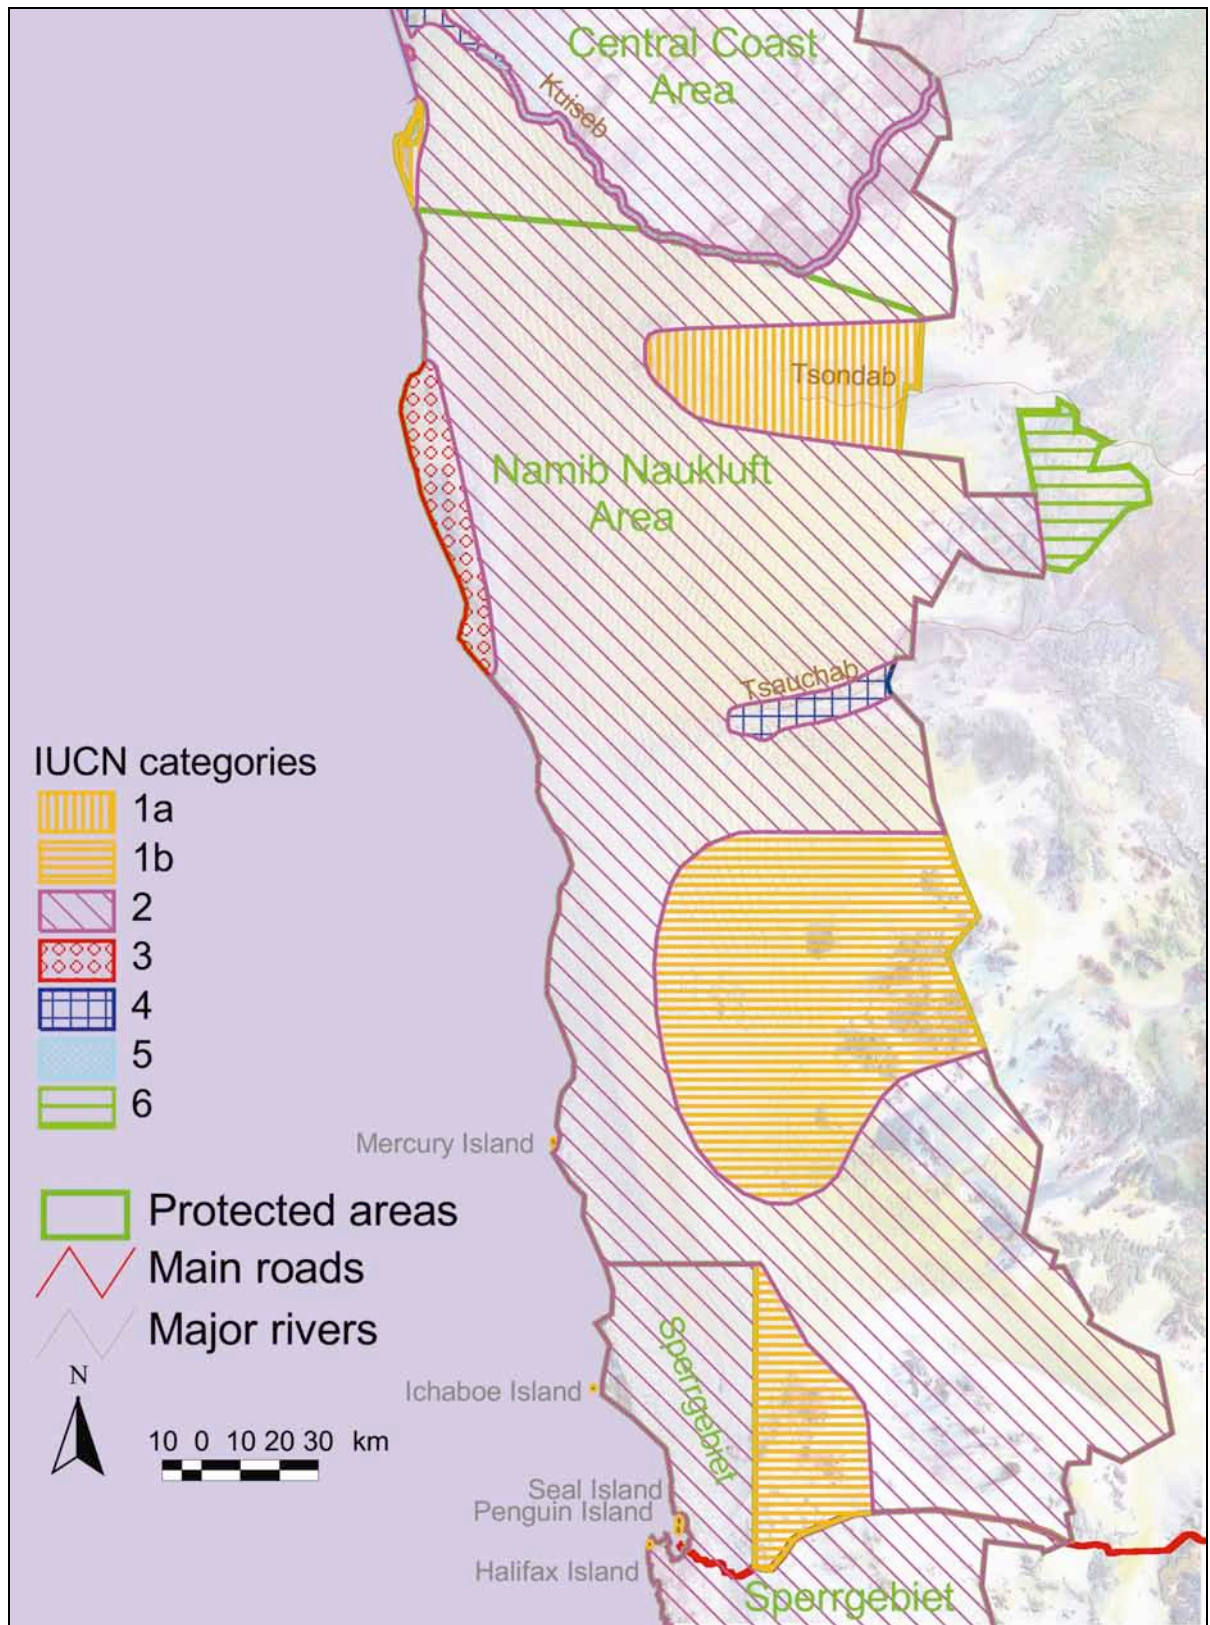 Central Coast
Area
Kuiseb
Tsondab
Namib Naukluft
Area
Tsauchab
IUCN categories
1a
1b
2
3
4
5
6
Mercury Island
Protected areas
Main roads
Major rivers
N
10 0 10 20 30 km
Sperrgebiet
Ichaboe Island
Seal Island
Penguin Island
Halifax Island
Sperrgebiet